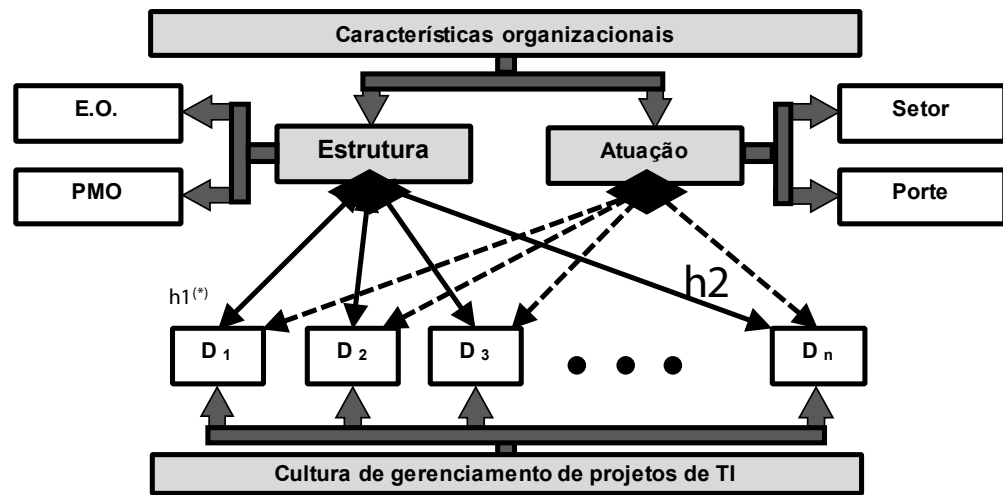 Características organizacionais
E.O.
Setor
Estrutura
Atuação
PMO
Porte
h1(*)
h2
D 1
D 2
D 3
D n
Cultura de gerenciamento de projetos de TI